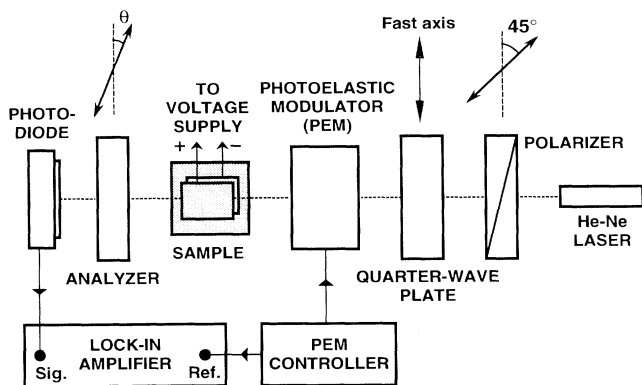 θ
Fast axis
45°
PHOTO-
DIODE
TO
VOLTAGE
SUPPLY
+ −
PHOTOELASTIC
MODULATOR
(PEM)
POLARIZER
SAMPLE
ANALYZER
QUARTER-WAVE
PLATE
He-Ne
LASER
LOCK-IN
AMPLIFIER
Sig.
Ref.
PEM
CONTROLLER